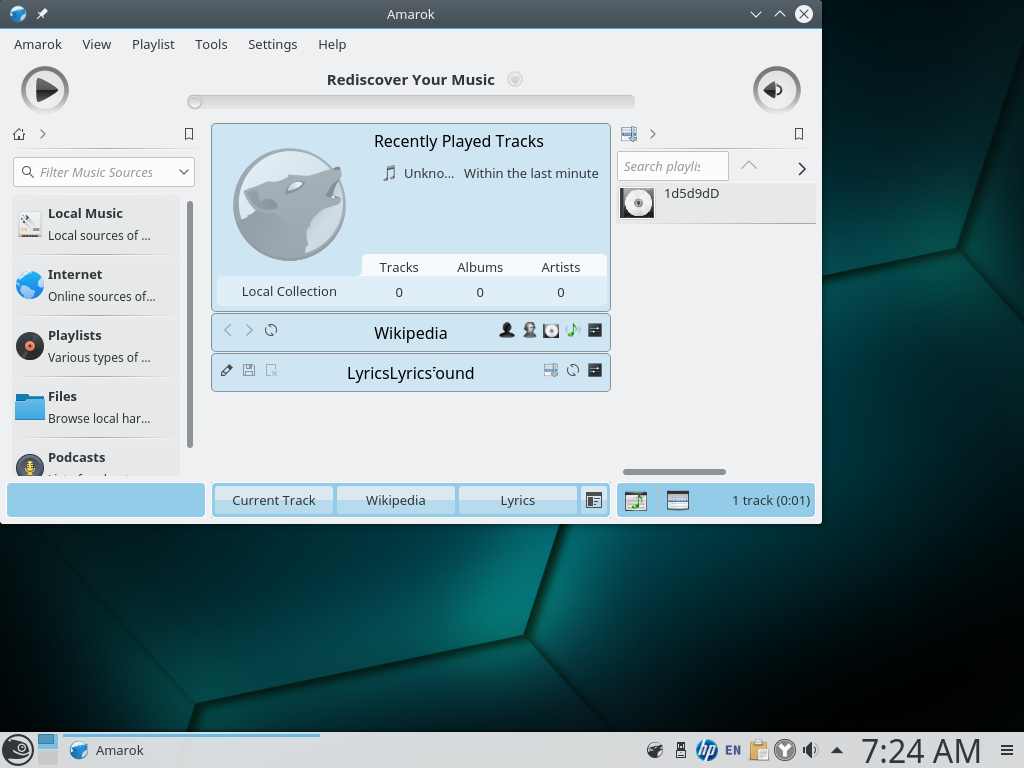 Amarok
Amarok View Playlist Tools Settings Help
Rediscover Your Music
Filter Music Sources
Local Music
Local sources of ...
Internet
Online sources of...
Playlists
Various types of ...
Files
Browse local har...
Podcasts
Recently Played Tracks
Unkno... Within the last minute
Tracks Albums Artists
Local Collection 0 0 0
Wikipedia
Search playli
1d5d9dD
Current Track Wikipedia Lyrics
1 track (0:01)
Amarok
hp EN 7:24 AM